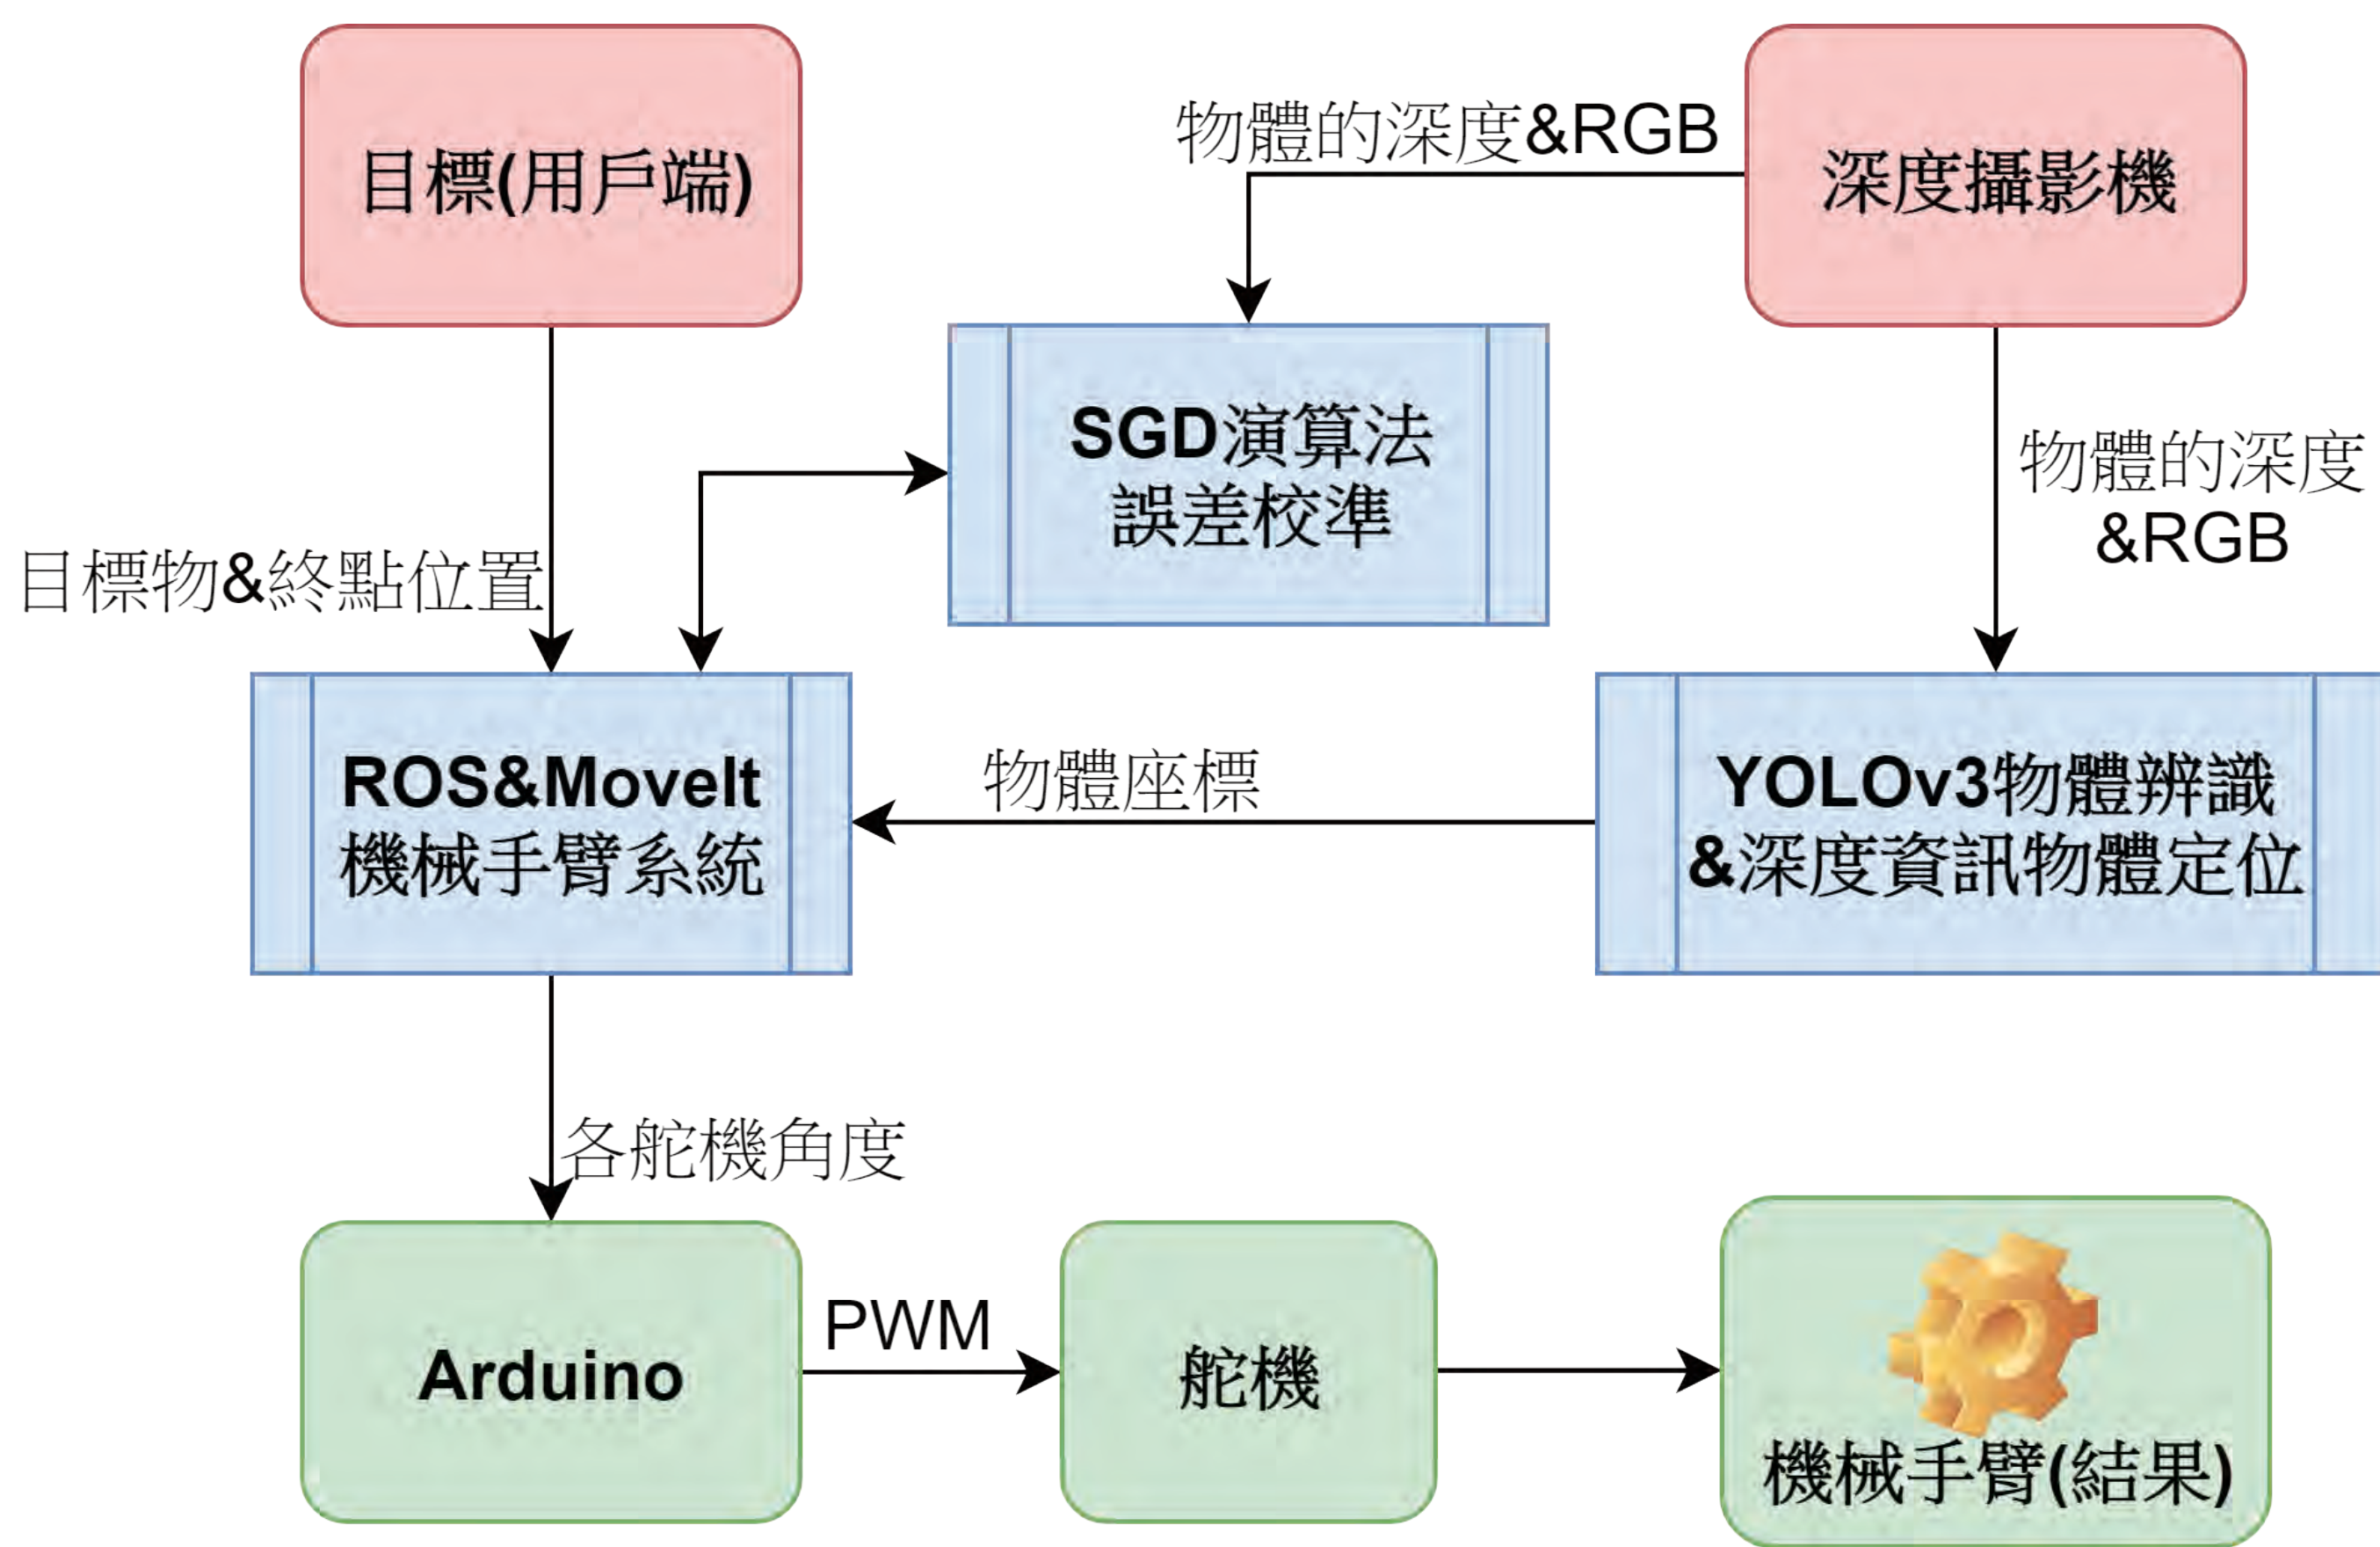 目標(用戶端)
物體的深度&RGB
深度攝影機
SGD演算法
誤差校準
物體的深度
&RGB
目標物&終點位置
ROS&MoveIt
機械手臂系統
物體座標
YOLOv3物體辨識
&深度資訊物體定位
各舵機角度
Arduino
PWM
舵機
機械手臂(結果)